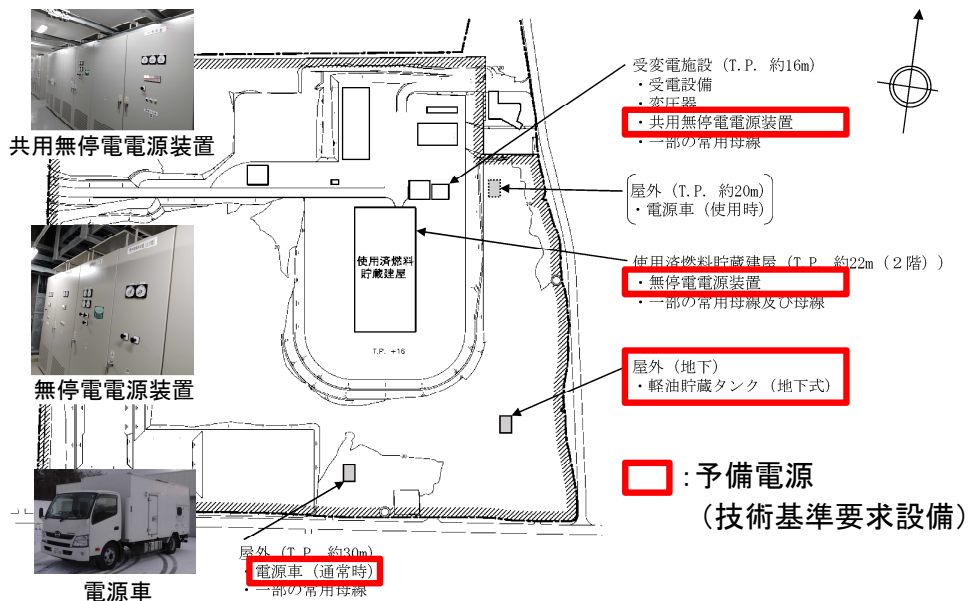 共用無停電電源装置
無停電電源装置
電源車
受変電施設 (T.P. 約16m)
・受電設備
・変圧器
・共用無停電電源装置
・一部の常用母線
屋外 (T.P. 約20m)
・電源車 (使用時)
使用済燃料貯蔵建屋 (T.P. 約22m (2階))
・無停電電源装置
・一部の常用母線及び母線
屋外 (地下)
・軽油貯蔵タンク (地下式)
屋外 (T.P. 約30m)
・電源車 (通常時)
・一部の常用母線
使用済燃料
貯蔵建屋
T.P. +16
:予備電源
(技術基準要求設備)